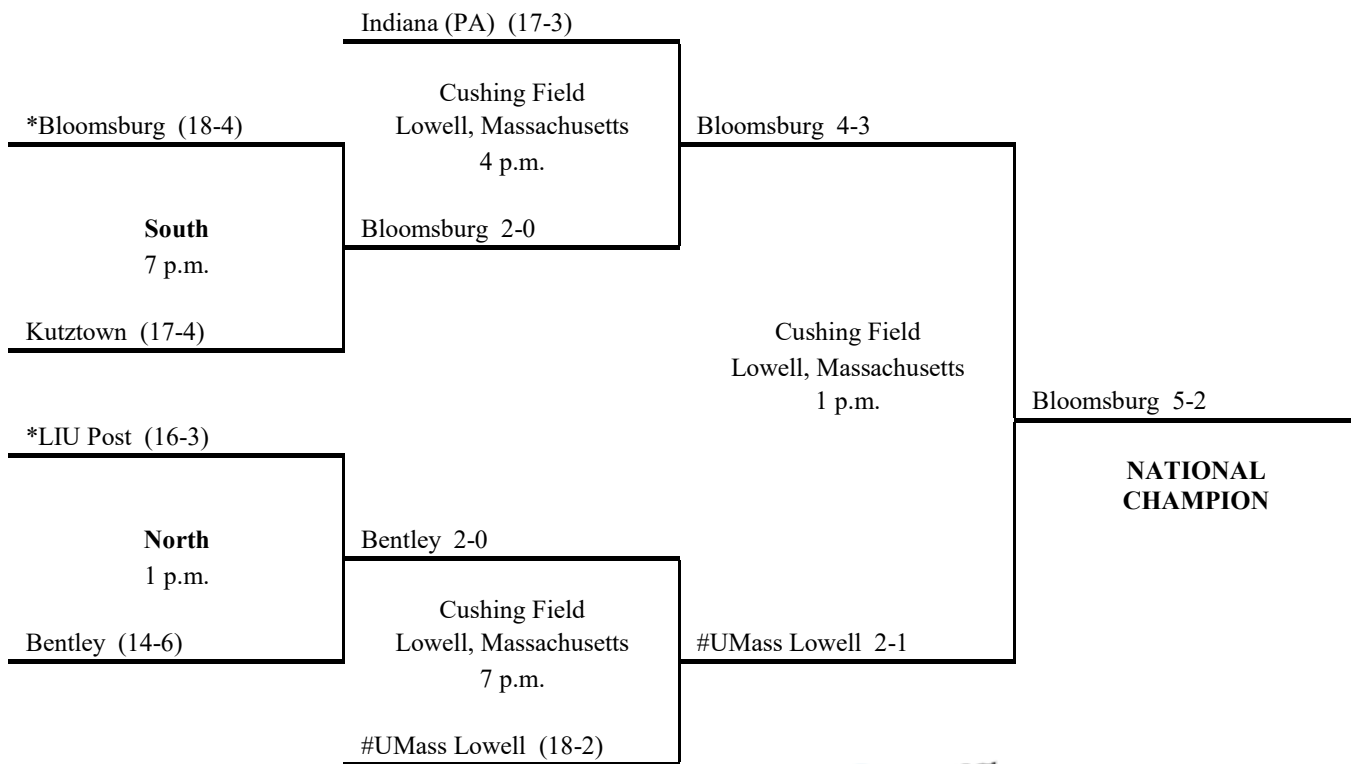 Indiana (PA) (17-3)
Cushing Field
Lowell, Massachusetts
4 p.m.
*Bloomsburg (18-4)
Bloomsburg 4-3
South
7 p.m.
Bloomsburg 2-0
Kutztown (17-4)
Cushing Field
Lowell, Massachusetts
1 p.m.
Bloomsburg 5-2
NATIONAL
CHAMPION
*LIU Post (16-3)
North
1 p.m.
Bentley 2-0
Bentley (14-6)
Cushing Field
Lowell, Massachusetts
7 p.m.
#UMass Lowell 2-1
#UMass Lowell (18-2)